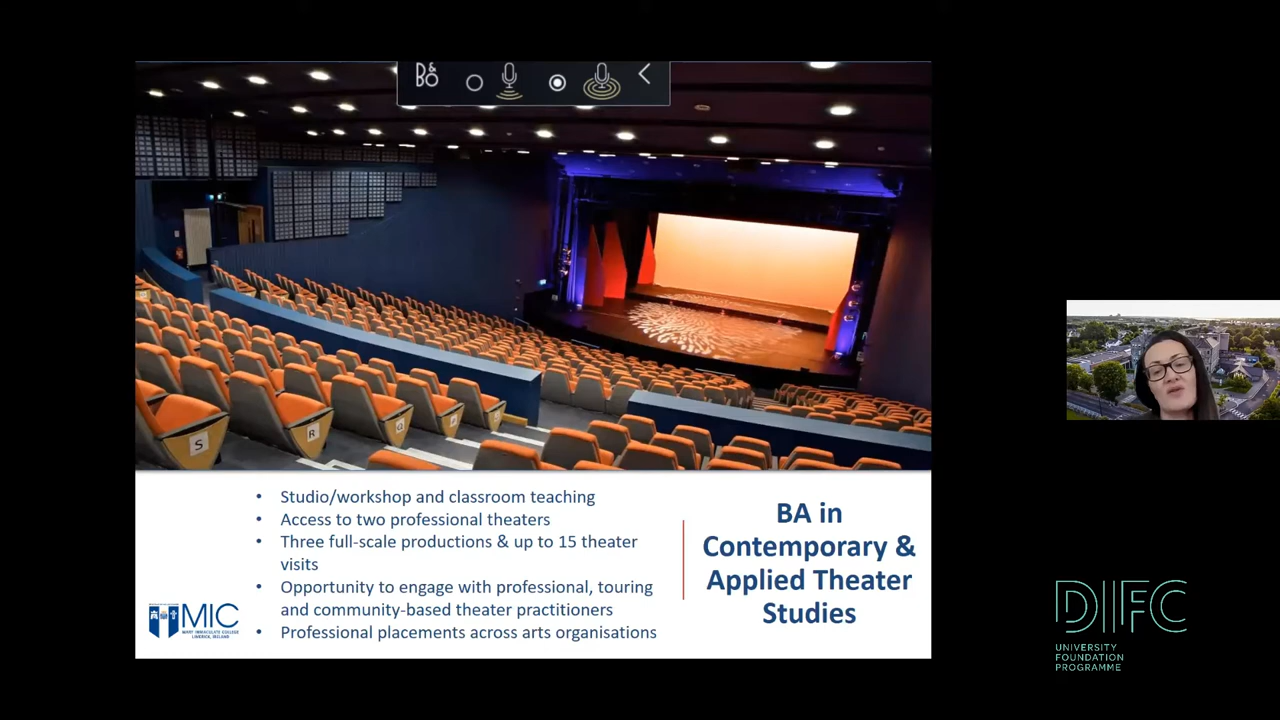 B&O
S
R
Q
• Studio/workshop and classroom teaching
• Access to two professional theaters
• Three full-scale productions & up to 15 theater
visits
• Opportunity to engage with professional, touring
and community-based theater practitioners
• Professional placements across arts organisations
BA in
Contemporary &
Applied Theater
Studies
MIC
MARY IMMACULATE COLLEGE
LIMERICK, IRELAND
DIFC
UNIVERSITY
FOUNDATION
PROGRAMME